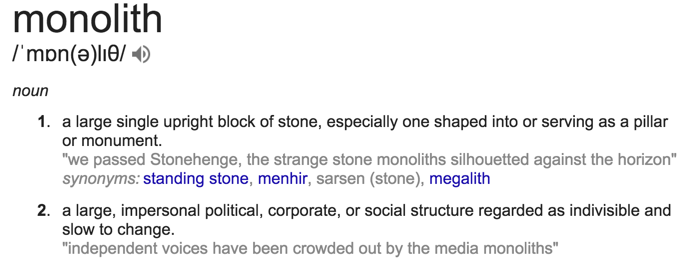 monolith
/ˈmɒn(ə)lɪθ/
noun
1. a large single upright block of stone, especially one shaped into or serving as a pillar
or monument.
"we passed Stonehenge, the strange stone monoliths silhouetted against the horizon"
synonyms: standing stone, menhir, sarsen (stone), megalith
2. a large, impersonal political, corporate, or social structure regarded as indivisible and
slow to change.
"independent voices have been crowded out by the media monoliths"